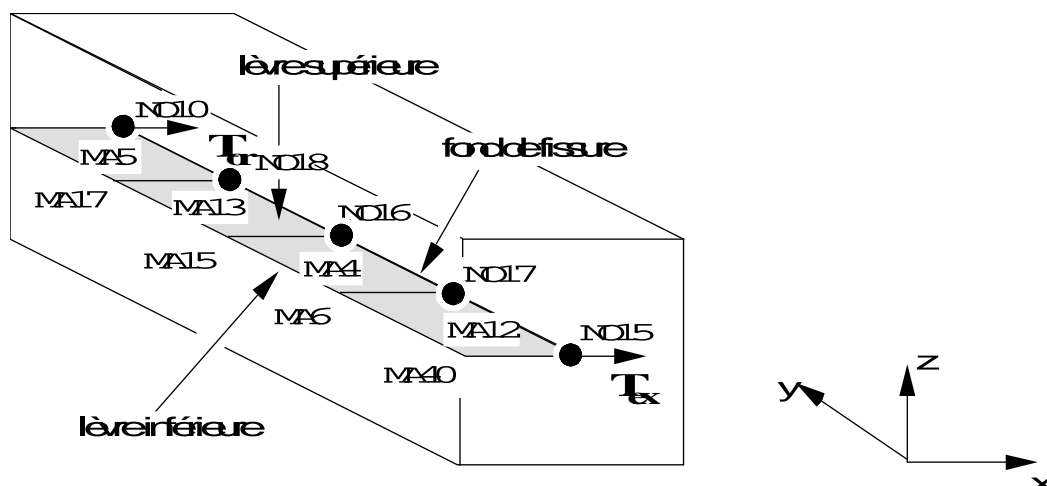 lèvre supérieure
NO10
Tor
NO18
fond de fissure
MA5
MA17
MA13
NO16
MA15
MA4
NO17
MA6
MA12
NO15
MA40
Tex
lèvre inférieure
z
y
x